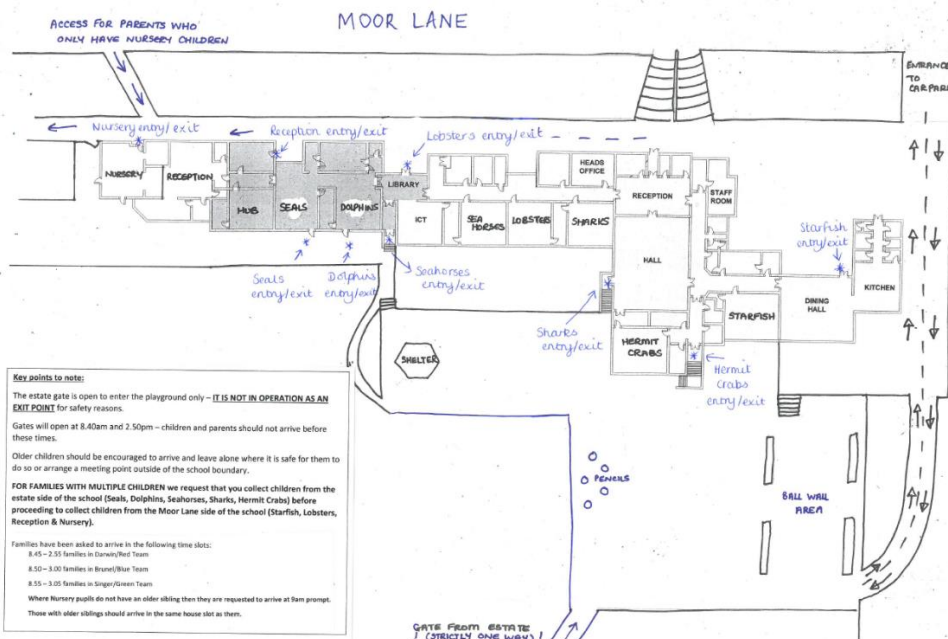 MOOR LANE
ACCESS FOR PARENTS WHO
ONLY HAVE NURSERY CHILDREN
ENTRANCE
TO
CARPARK
Nursery entry/exit
Reception entry/exit
Lobsters entry/exit
NURSERY
RECEPTION
HUB
SEALS
DOLPHINS
LIBRARY
ICT
SEA
HORSES
LOBSTERS
SHARKS
HEADS
OFFICE
RECEPTION
STAFF
ROOM
HALL
Starfish
entry/exit
KITCHEN
DINING
HALL
STARFISH
HERMIT
CRABS
Seals
entry/exit
Dolphins
entry/exit
Seahorses
entry/exit
Sharks
entry/exit
Hermit
Crabs
entry/exit
SHELTER
Key points to note:
The estate gate is open to enter the playground only – IT IS NOT IN OPERATION AS AN
EXIT POINT for safety reasons.
Gates will open at 8.40am and 2.50pm – children and parents should not arrive before
these times.
Older children should be encouraged to arrive and leave alone where it is safe for them to
do so or arrange a meeting point outside of the school boundary.
FOR FAMILIES WITH MULTIPLE CHILDREN we request that you collect children from the
estate side of the school (Seals, Dolphins, Seahorses, Sharks, Hermit Crabs) before
proceeding to collect children from the Moor Lane side of the school (Starfish, Lobsters,
Reception & Nursery).
Families have been asked to arrive in the following time slots:
8.45 – 2.55 families in Darwin/Red Team
8.50 – 3.00 families in Brunel/Blue Team
8.55 – 3.05 families in Singer/Green Team
Where Nursery pupils do not have an older sibling then they are requested to arrive at 9am prompt.
Those with older siblings should arrive in the same house slot as them.
PENCILS
BALL WALL
AREA
GATE FROM ESTATE
(STRICTLY ONE WAY)